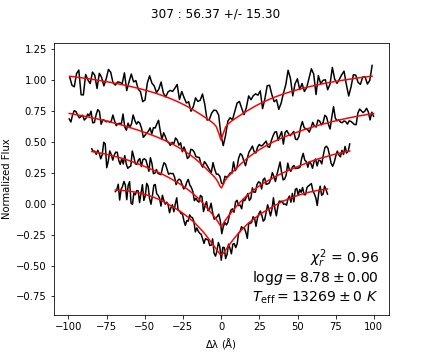 307 : 56.37 +/- 15.30
Normalized Flux
1.25
1.00
0.75
0.50
0.25
0.00
−0.25
−0.50
−0.75
χ²ᵣ = 0.96
logg = 8.78 ± 0.00
Teff = 13269 ± 0 K
−100 −75 −50 −25 0 25 50 75 100
Δλ (Å)